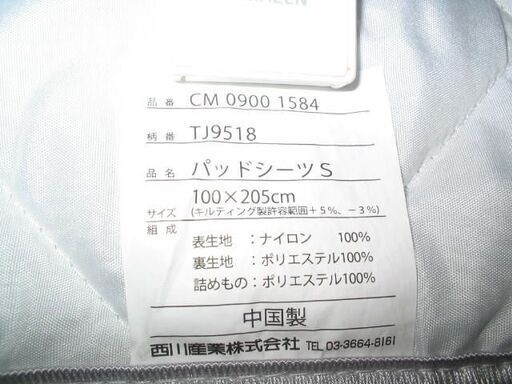 品番 CM 0900 1584
柄番 TJ9518
品名 パッドシーツS
100×205cm
サイズ (キルティング製許容範囲+5%、-3%)
組成
表生地:ナイロン 100%
裏生地:ポリエステル100%
詰めもの:ポリエステル100%
中国製
西川産業株式会社 TEL 03-3664-8161